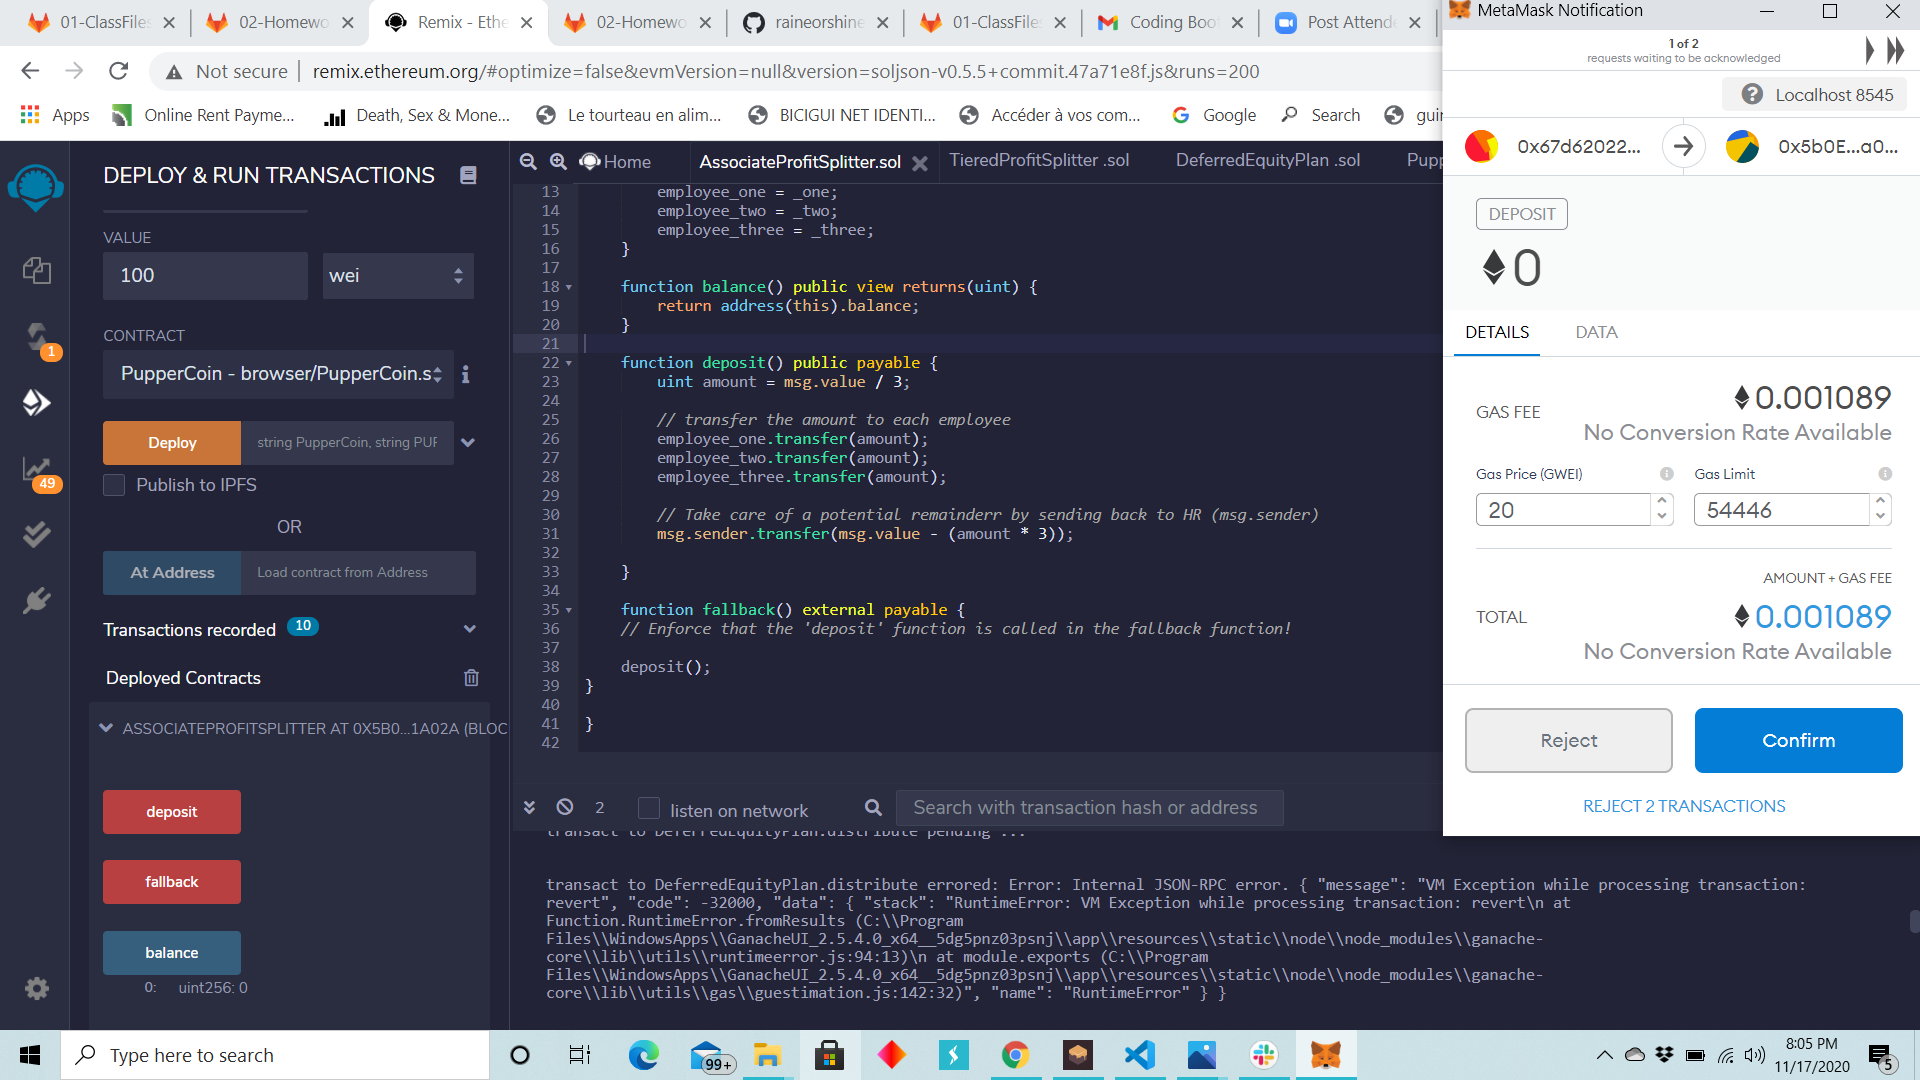 01-ClassFiles
02-Homewo
Remix - Ethe
02-Homewo
raineorshine
01-ClassFiles
Coding Boot
Post Attende
Not secure
remix.ethereum.org/#optimize=false&evmVersion=null&version=soljson-v0.5.5+commit.47a71e8f.js&runs=200
Apps
Online Rent Payme...
Death, Sex & Mone...
Le tourteau en alim...
BICIGUI NET IDENTI...
Accéder à vos com...
Google
Search
guin
DEPLOY & RUN TRANSACTIONS
VALUE
100
wei
CONTRACT
PupperCoin - browser/PupperCoin.s
i
Deploy
string PupperCoin, string PUF
Publish to IPFS
OR
At Address
Load contract from Address
Transactions recorded 10
Deployed Contracts
ASSOCIATEPROFITSPLITTER AT 0X5B0...1A02A (BLOC
deposit
fallback
balance
0: uint256: 0
1
49
Home
AssociateProfitSplitter.sol
TieredProfitSplitter .sol
DeferredEquityPlan .sol
Pupp
13 employee_one = _one;
14 employee_two = _two;
15 employee_three = _three;
16 }
17
18 function balance() public view returns(uint) {
19 return address(this).balance;
20 }
21
22 function deposit() public payable {
23 uint amount = msg.value / 3;
24
25 // transfer the amount to each employee
26 employee_one.transfer(amount);
27 employee_two.transfer(amount);
28 employee_three.transfer(amount);
29
30 // Take care of a potential remainderr by sending back to HR (msg.sender)
31 msg.sender.transfer(msg.value - (amount * 3));
32
33 }
34
35 function fallback() external payable {
36 // Enforce that the 'deposit' function is called in the fallback function!
37
38 deposit();
39 }
40
41 }
42
2
listen on network
Search with transaction hash or address
transact to DeferredEquityPlan.distribute pending ...
transact to DeferredEquityPlan.distribute errored: Error: Internal JSON-RPC error. { "message": "VM Exception while processing transaction:
revert", "code": -32000, "data": { "stack": "RuntimeError: VM Exception while processing transaction: revert\n at
Function.RuntimeError.fromResults (C:\\Program
Files\\WindowsApps\\GanacheUI_2.5.4.0_x64__5dg5pnz03psnj\\app\\resources\\static\\node\\node_modules\\ganache-
core\\lib\\utils\\runtimeerror.js:94:13)\n at module.exports (C:\\Program
Files\\WindowsApps\\GanacheUI_2.5.4.0_x64__5dg5pnz03psnj\\app\\resources\\static\\node\\node_modules\\ganache-
core\\lib\\utils\\gas\\guestimation.js:142:32)", "name": "RuntimeError" } }
MetaMask Notification
1 of 2
requests waiting to be acknowledged
Localhost 8545
0x67d62022...
0x5b0E...a0...
DEPOSIT
0
DETAILS
DATA
GAS FEE
0.001089
No Conversion Rate Available
Gas Price (GWEI)
Gas Limit
20
54446
AMOUNT + GAS FEE
TOTAL
0.001089
No Conversion Rate Available
Reject
Confirm
REJECT 2 TRANSACTIONS
Type here to search
99+
8:05 PM
11/17/2020
5